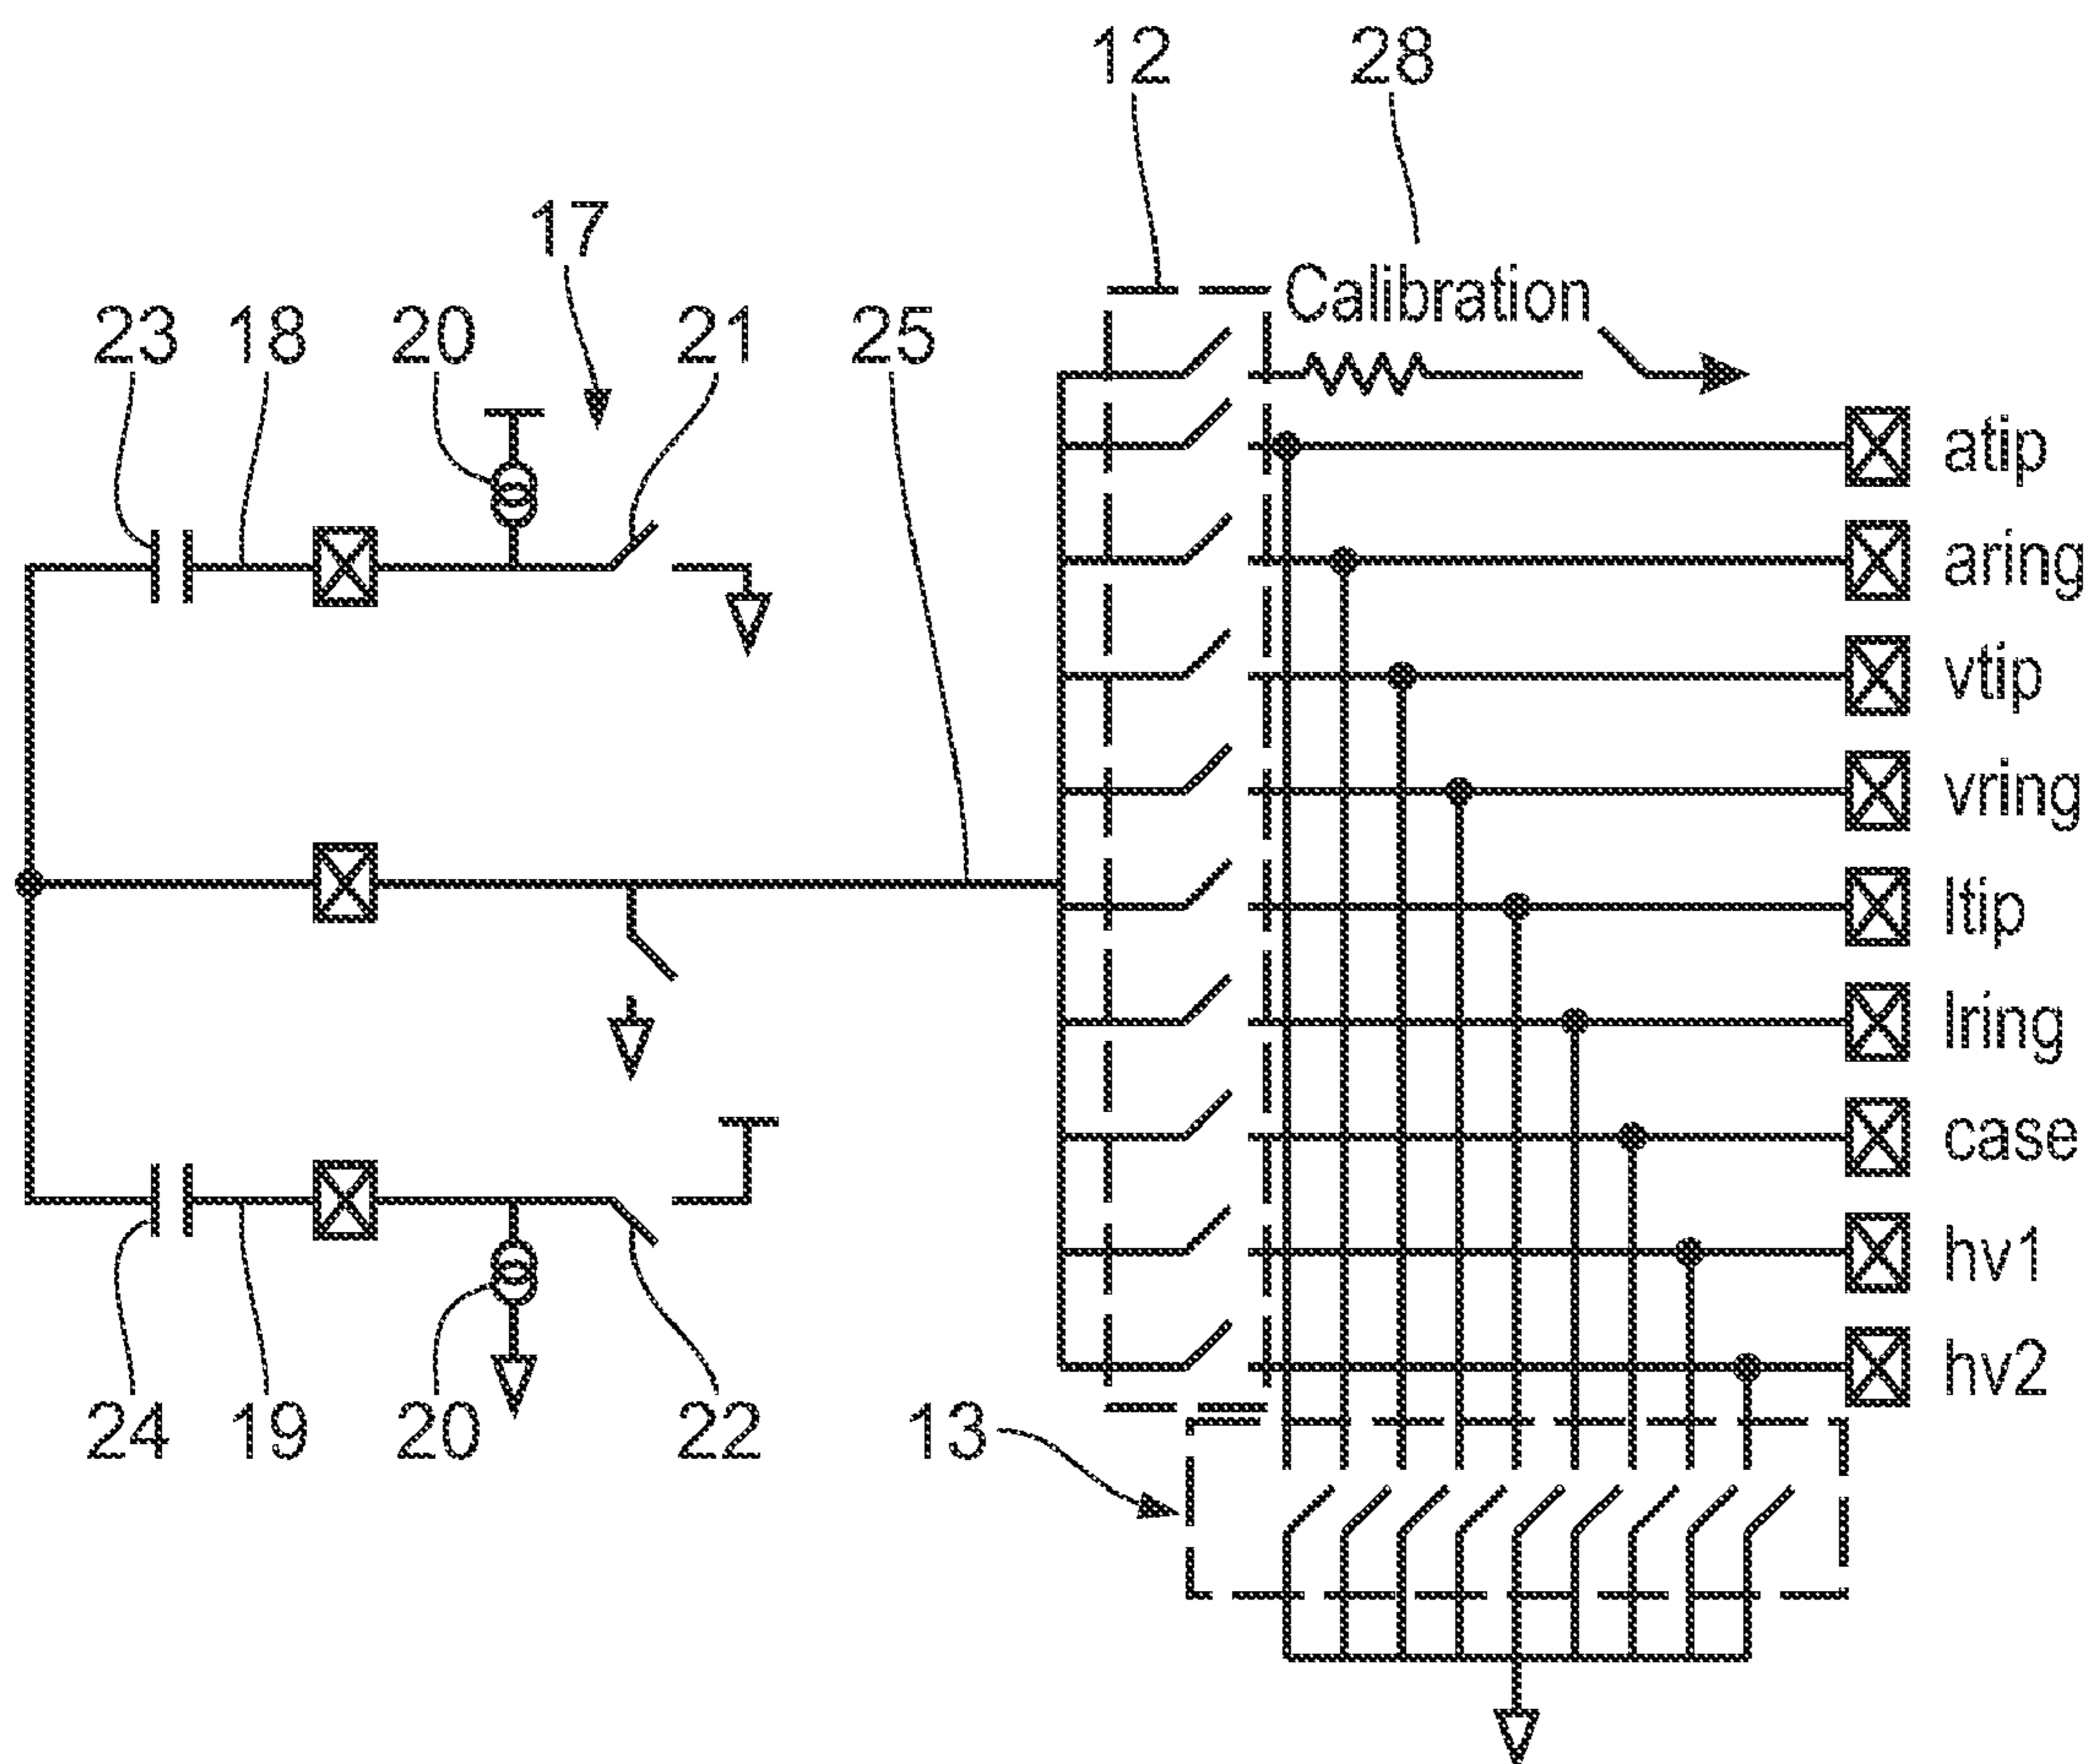 12 28
17
Calibration
23 18 20 21 25
atip
aring
vtip
vring
ltip
lring
case
hv1
hv2
24 19 20 22 13